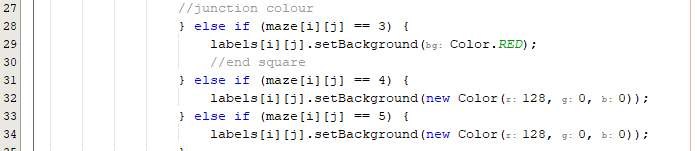 27 //junction colour
28 } else if (maze[i][j] == 3) {
29 labels[i][j].setBackground(bg: Color.RED);
30 //end square
31 } else if (maze[i][j] == 4) {
32 labels[i][j].setBackground(new Color(r: 128, g: 0, b: 0));
33 } else if (maze[i][j] == 5) {
34 labels[i][j].setBackground(new Color(r: 128, g: 0, b: 0));